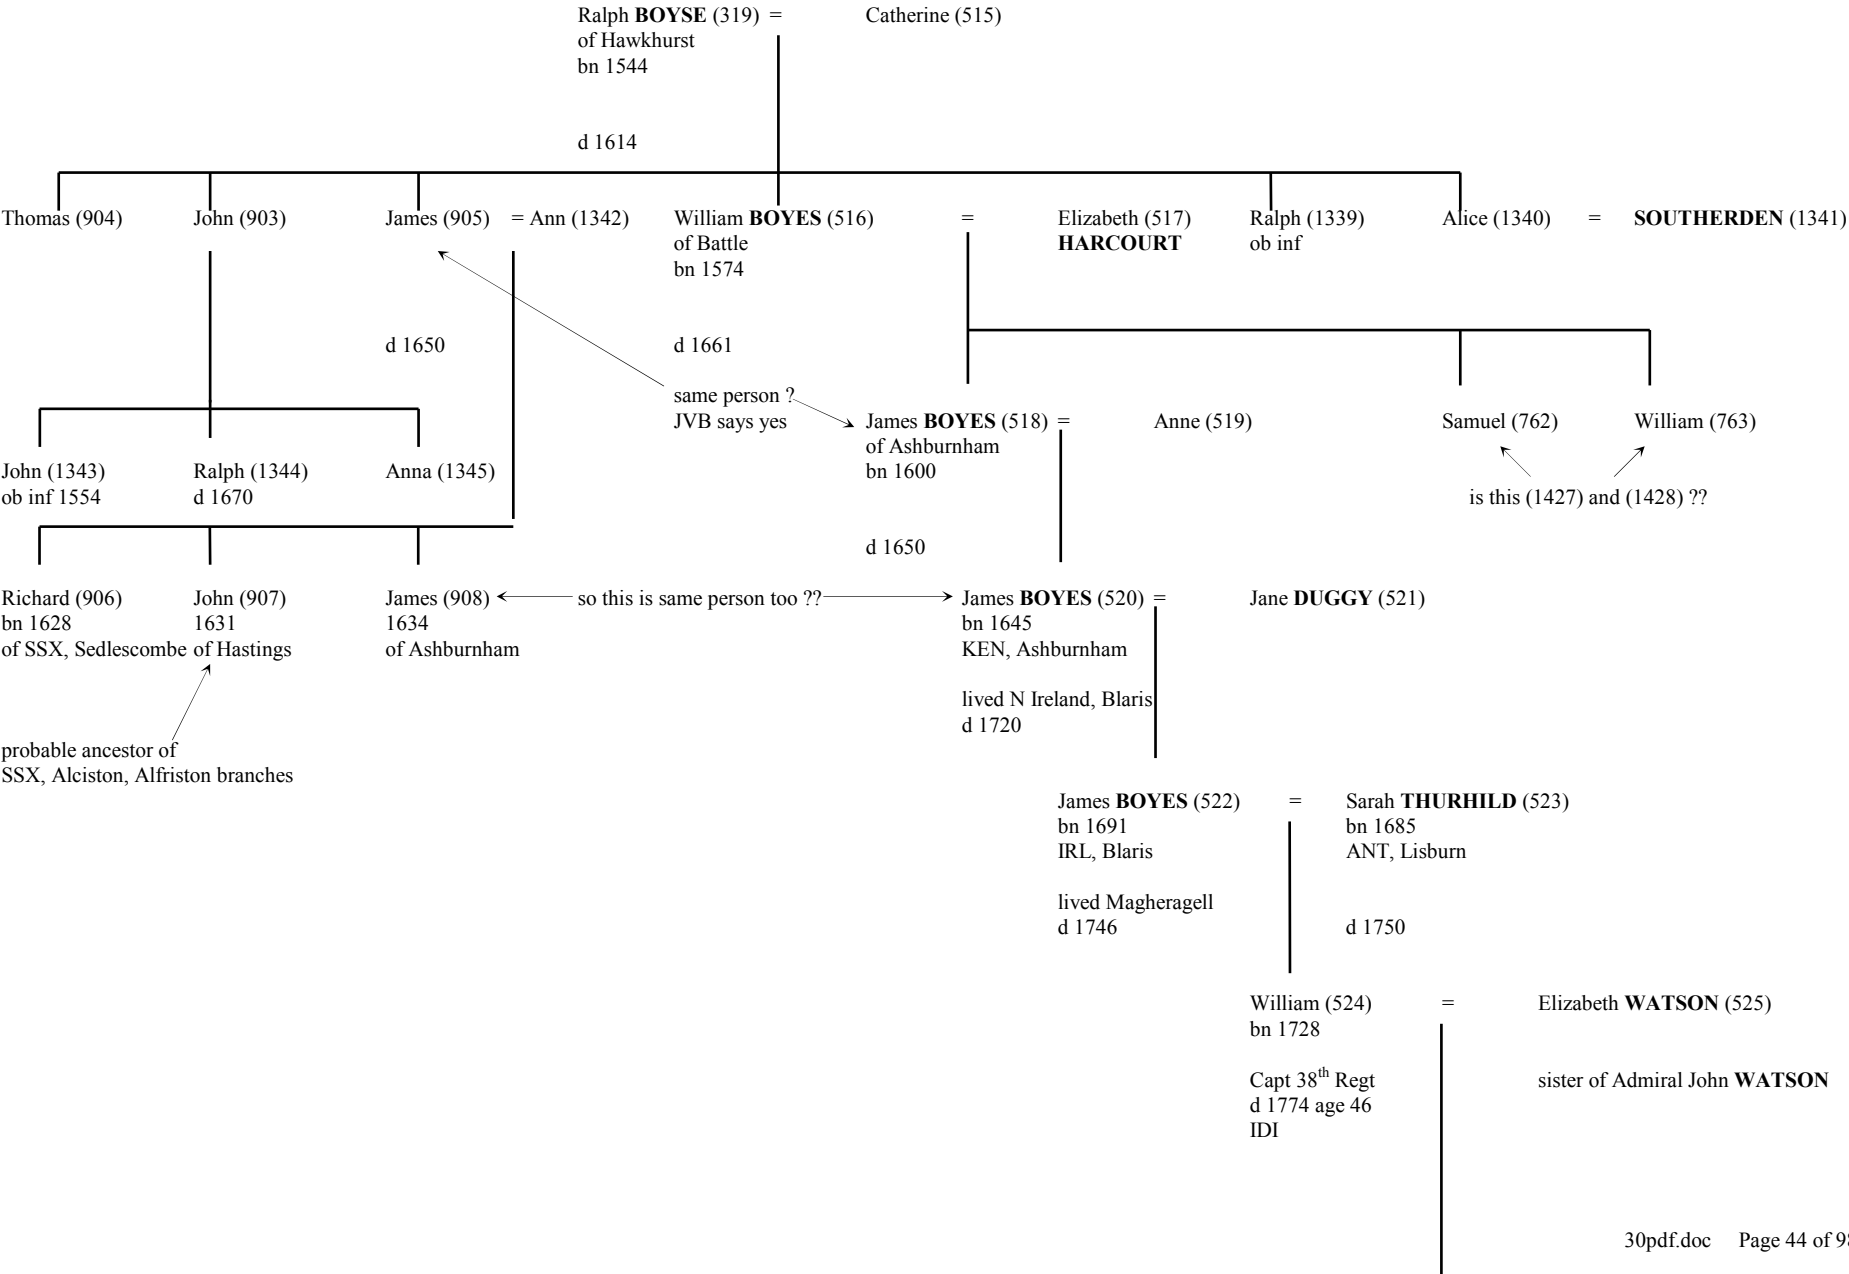 Ralph BOYSE (319) = Catherine (515)
of Hawkhurst
bn 1544
d 1614
Thomas (904) John (903) James (905) = Ann (1342) William BOYES (516) = Elizabeth (517) Ralph (1339) Alice (1340) = SOUTHERDEN (1341)
of Battle HARCOURT ob inf
bn 1574
d 1650 d 1661
same person ?
JVB says yes James BOYES (518) = Anne (519) Samuel (762) William (763)
of Ashburnham
John (1343) Ralph (1344) Anna (1345) bn 1600
ob inf 1554 d 1670 is this (1427) and (1428) ??
d 1650
Richard (906) John (907) James (908) so this is same person too ?? James BOYES (520) = Jane DUGGY (521)
bn 1628 1631 1634 bn 1645
of SSX, Sedlescombe of Hastings of Ashburnham KEN, Ashburnham
lived N Ireland, Blaris
d 1720
probable ancestor of
SSX, Alciston, Alfriston branches
James BOYES (522) = Sarah THURHILD (523)
bn 1691 bn 1685
IRL, Blaris ANT, Lisburn
lived Magheragell
d 1746 d 1750
William (524) = Elizabeth WATSON (525)
bn 1728
Capt 38th Regt sister of Admiral John WATSON
d 1774 age 46
IDI
30pdf.doc Page 44 of